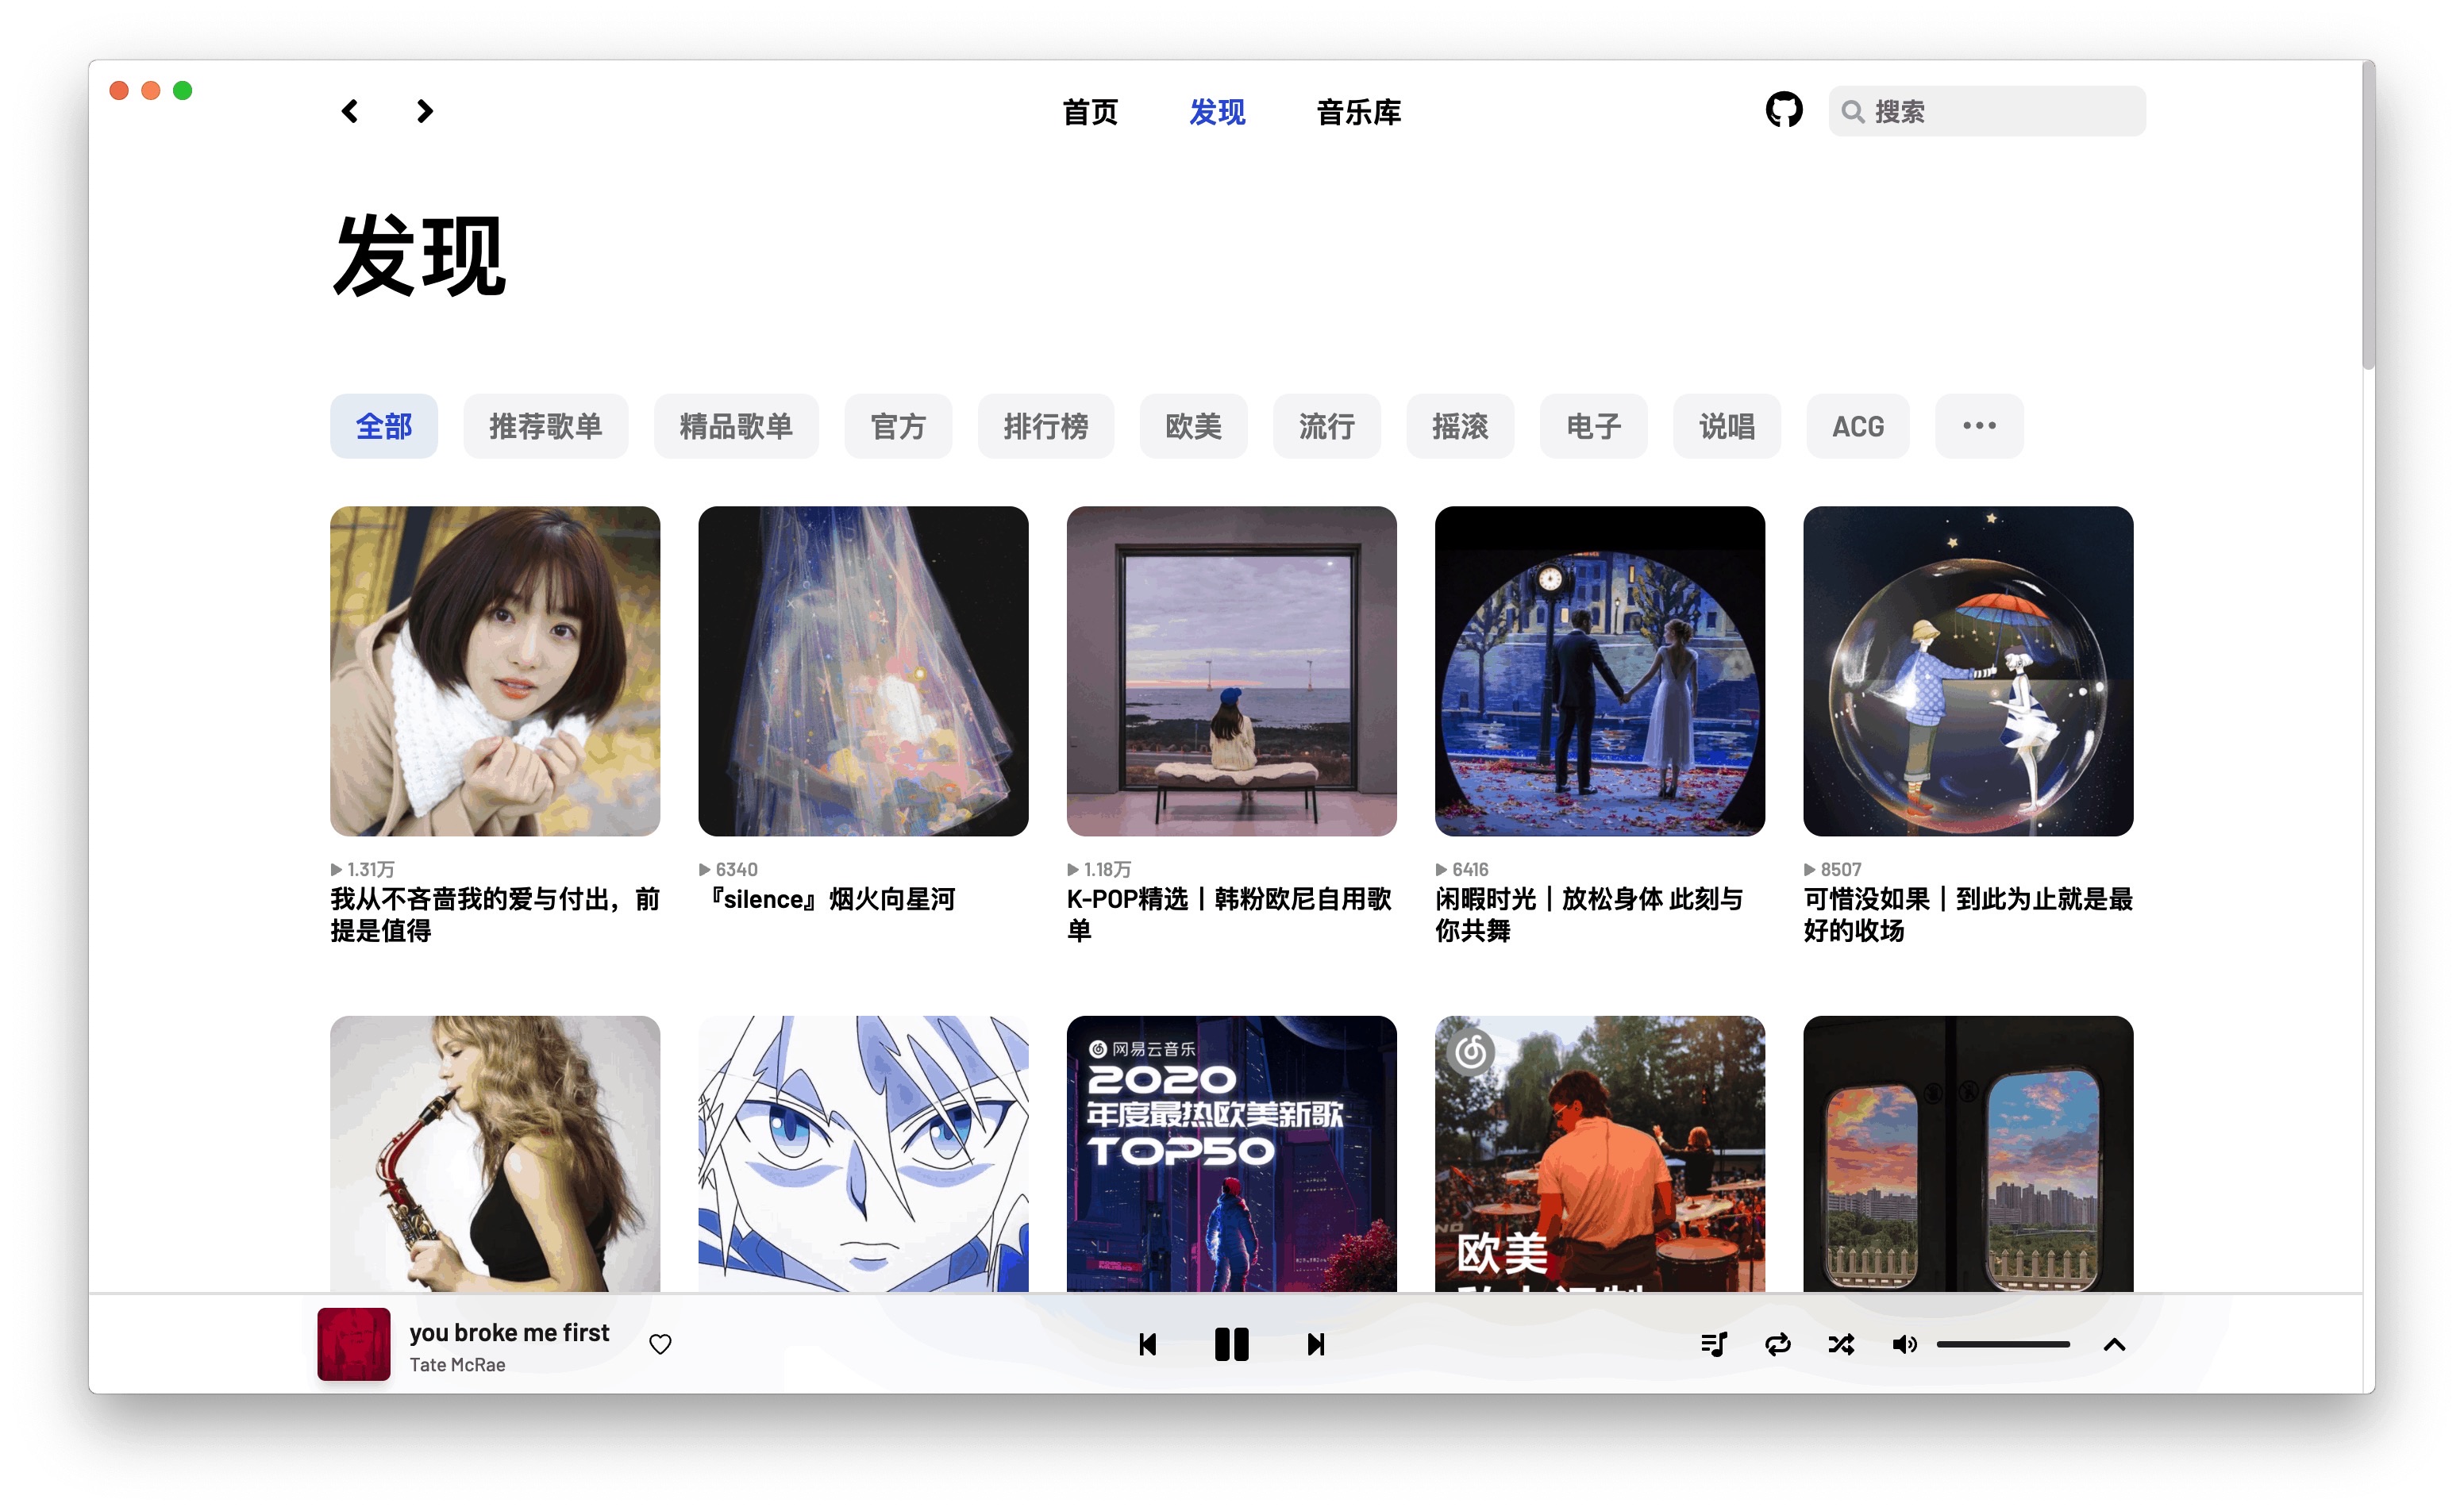 首页
发现
音乐库
搜索
发现
全部
推荐歌单
精品歌单
官方
排行榜
欧美
流行
摇滚
电子
说唱
ACG
•••
1.31万
我从不吝啬我的爱与付出，前
提是值得
6340
『silence』烟火向星河
1.18万
K-POP精选丨韩粉欧尼自用歌
单
6416
闲暇时光｜放松身体 此刻与
你共舞
8507
可惜没如果｜到此为止就是最
好的收场
网易云音乐
2020
年度最热欧美新歌
TOP50
欧美
you broke me first
Tate McRae